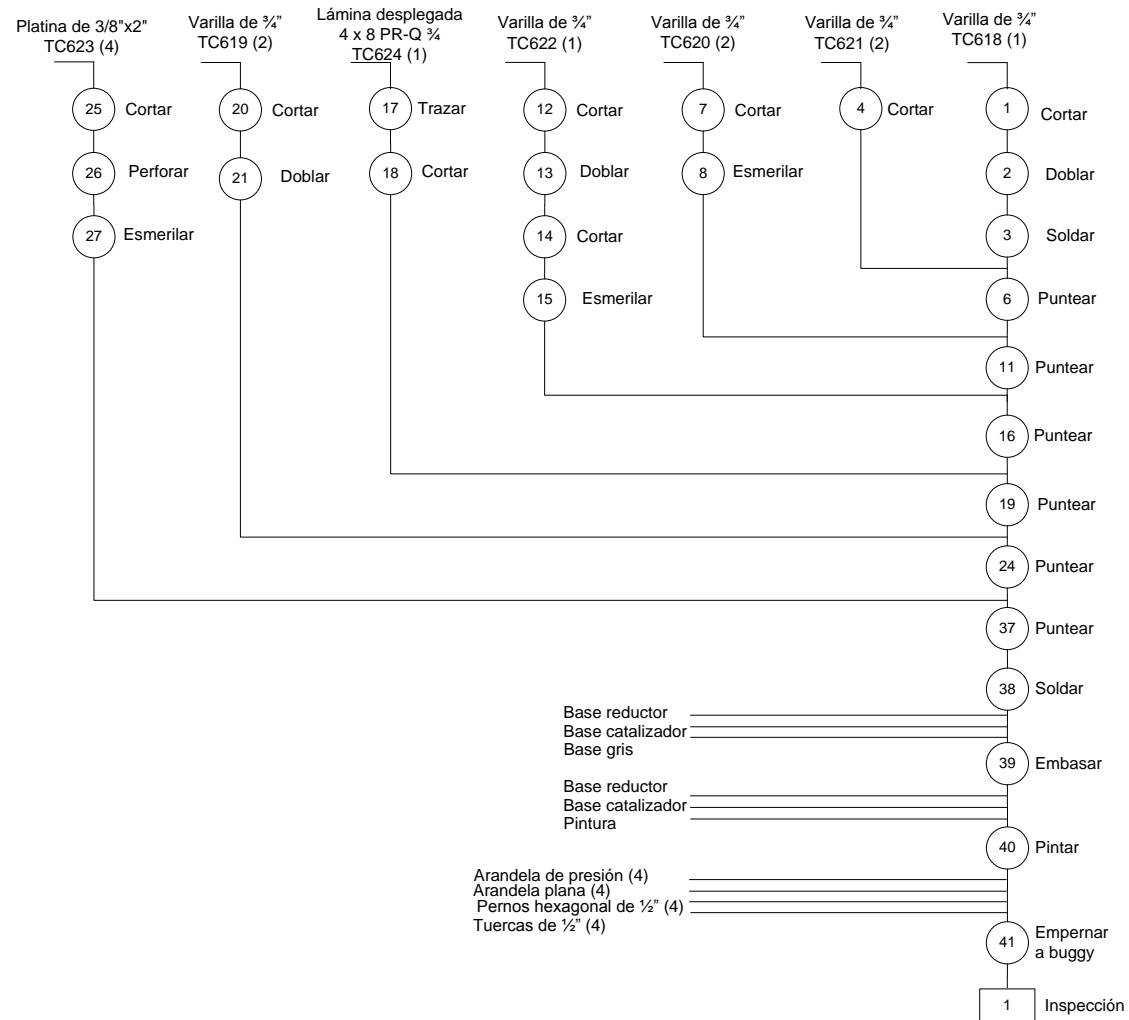 Platina de 3/8"x2"
TC623 (4)
Varilla de ¾”
TC619 (2)
Lámina desplegada
4 x 8 PR-Q ¾
TC624 (1)
Varilla de ¾”
TC622 (1)
Varilla de ¾”
TC620 (2)
Varilla de ¾”
TC621 (2)
Varilla de ¾”
TC618 (1)
25 Cortar
20 Cortar
17 Trazar
12 Cortar
7 Cortar
4 Cortar
1 Cortar
26 Perforar
21 Doblar
18 Cortar
13 Doblar
8 Esmerilar
2 Doblar
27 Esmerilar
14 Cortar
3 Soldar
15 Esmerilar
6 Puntear
11 Puntear
16 Puntear
19 Puntear
24 Puntear
37 Puntear
38 Soldar
Base reductor
Base catalizador
Base gris
39 Embasar
Base reductor
Base catalizador
Pintura
40 Pintar
Arandela de presión (4)
Arandela plana (4)
Pernos hexagonal de ½” (4)
Tuercas de ½” (4)
41 Empernar
a buggy
1 Inspección